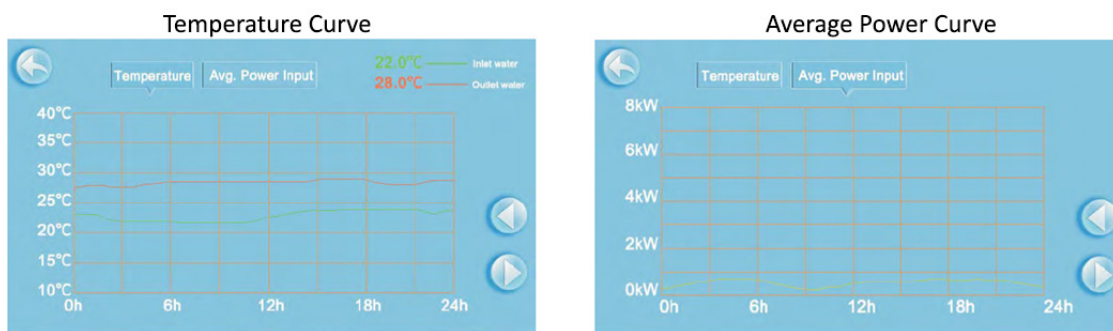 Temperature Curve
Temperature
Avg. Power Input
22.0°C
Inlet water
28.0°C
Outlet water
40°C
35°C
30°C
25°C
20°C
15°C
10°C
0h
6h
12h
18h
24h
Average Power Curve
Temperature
Avg. Power Input
8kW
6kW
4kW
2kW
0kW
0h
6h
12h
18h
24h